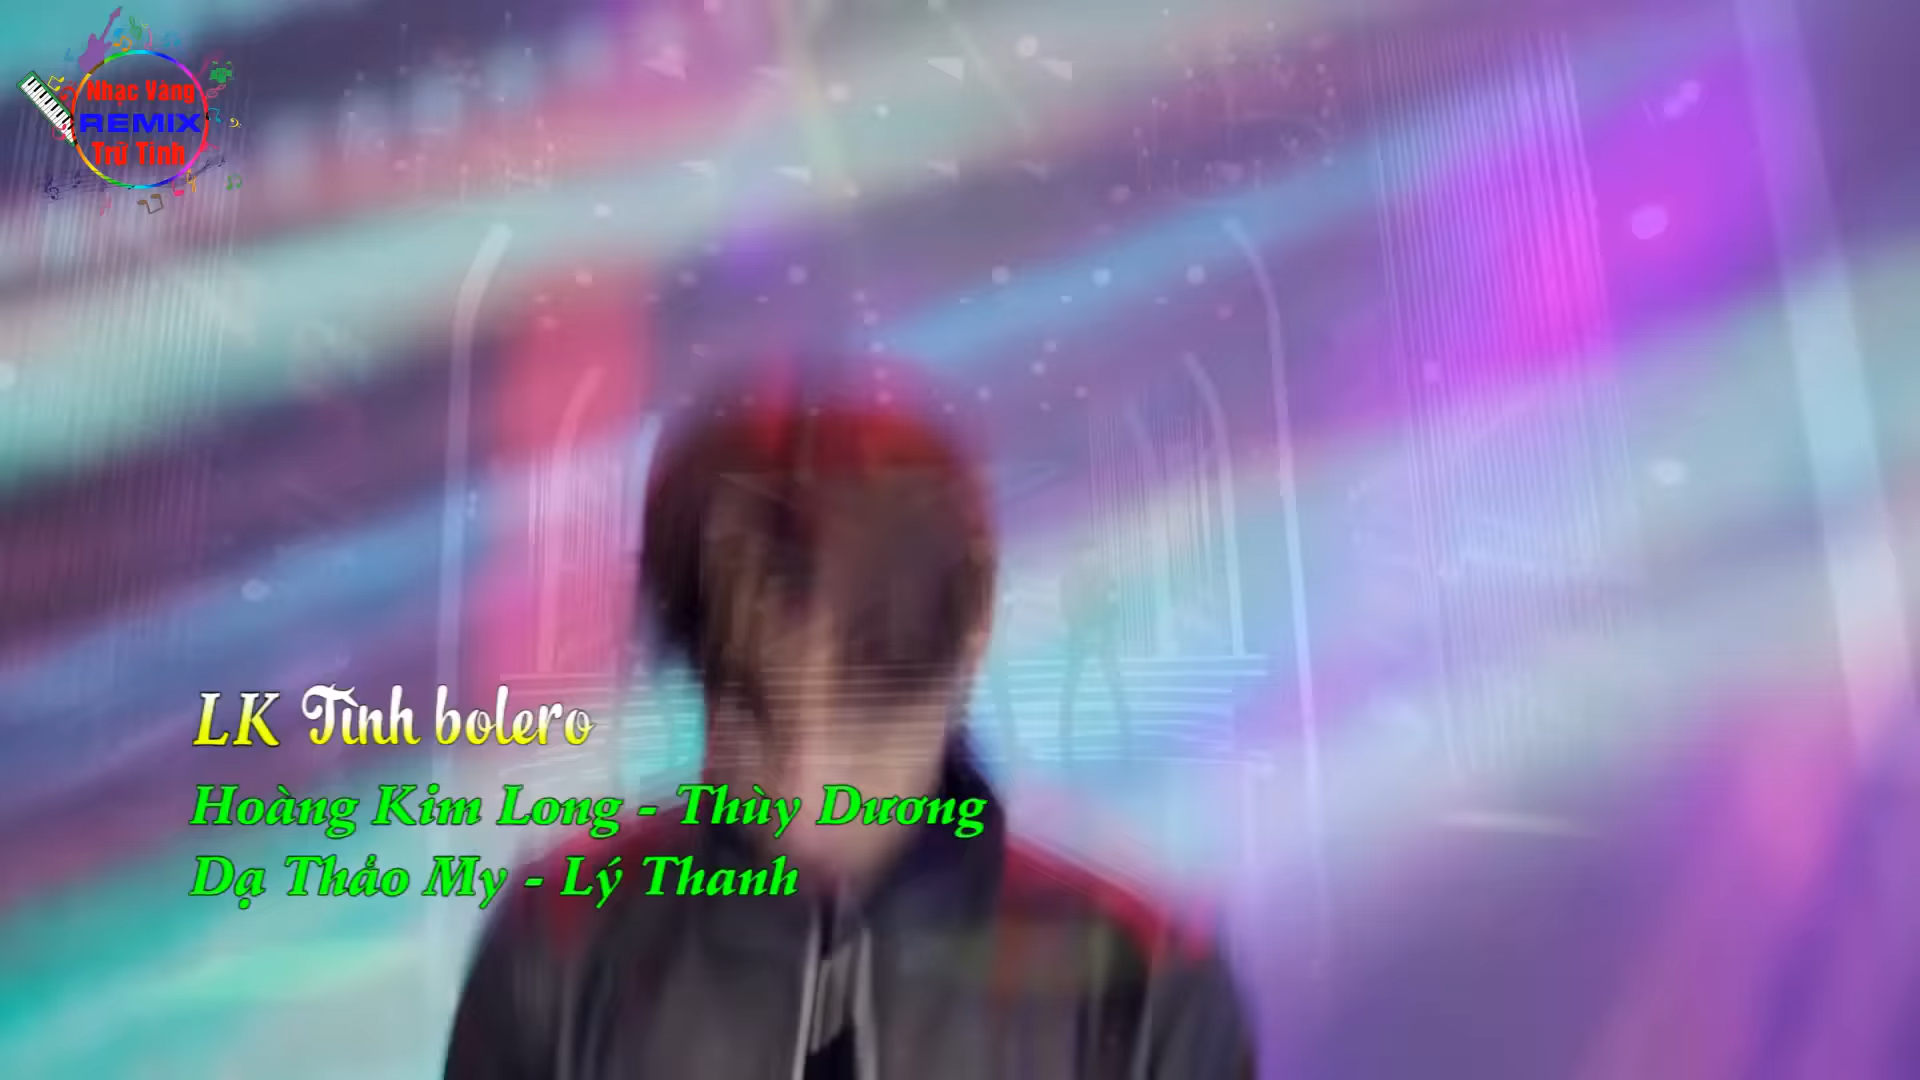 Nhạc Vàng
REMIX
Trữ Tình
LK Tình bolero
Hoàng Kim Long - Thùy Dương
Dạ Thảo My - Lý Thanh